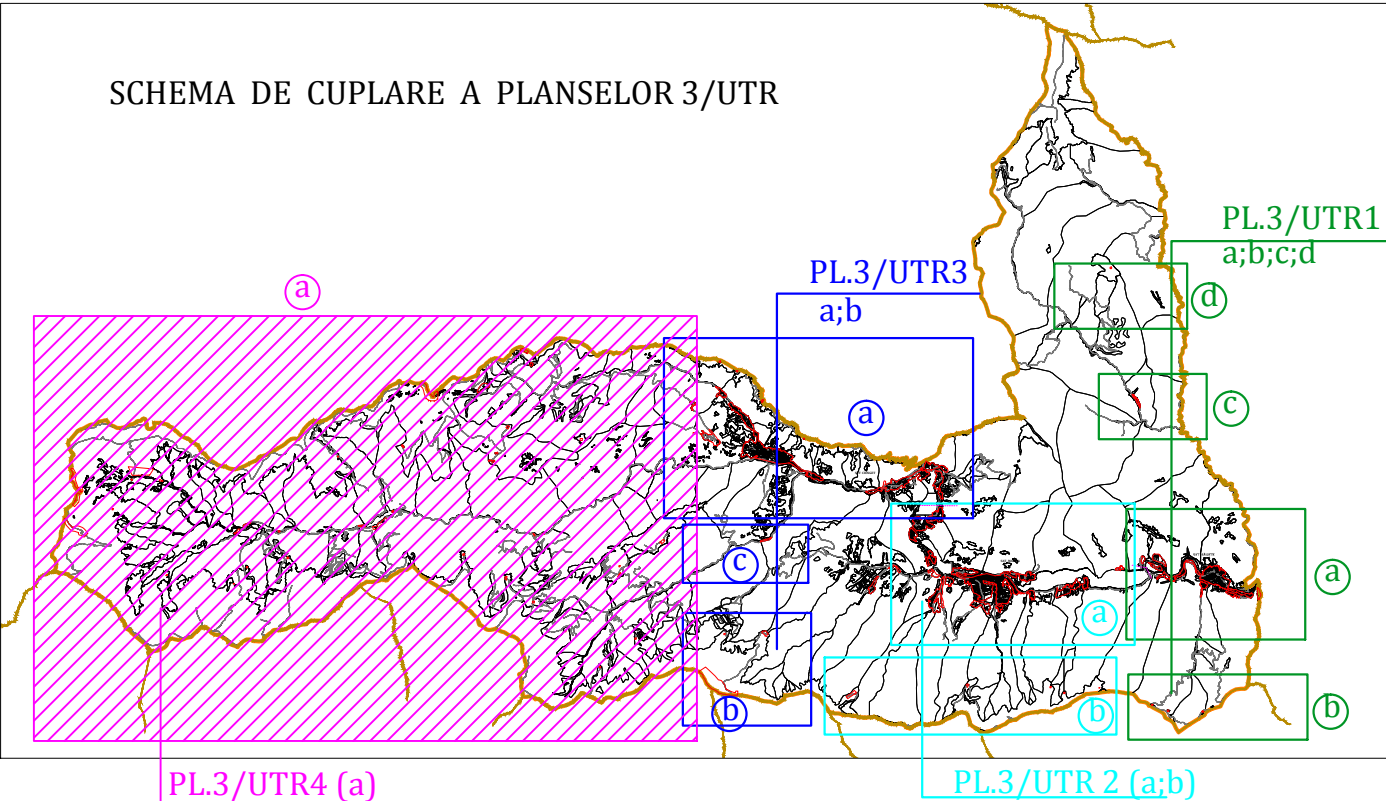 SCHEMA DE CUPLARE A PLANSELOR 3/UTR
PL.3/UTR1
a;b;c;d
PL.3/UTR3
a;b
a
d
c
a
c
a
a
b
b
b
PL.3/UTR4 (a)
PL.3/UTR 2 (a;b)